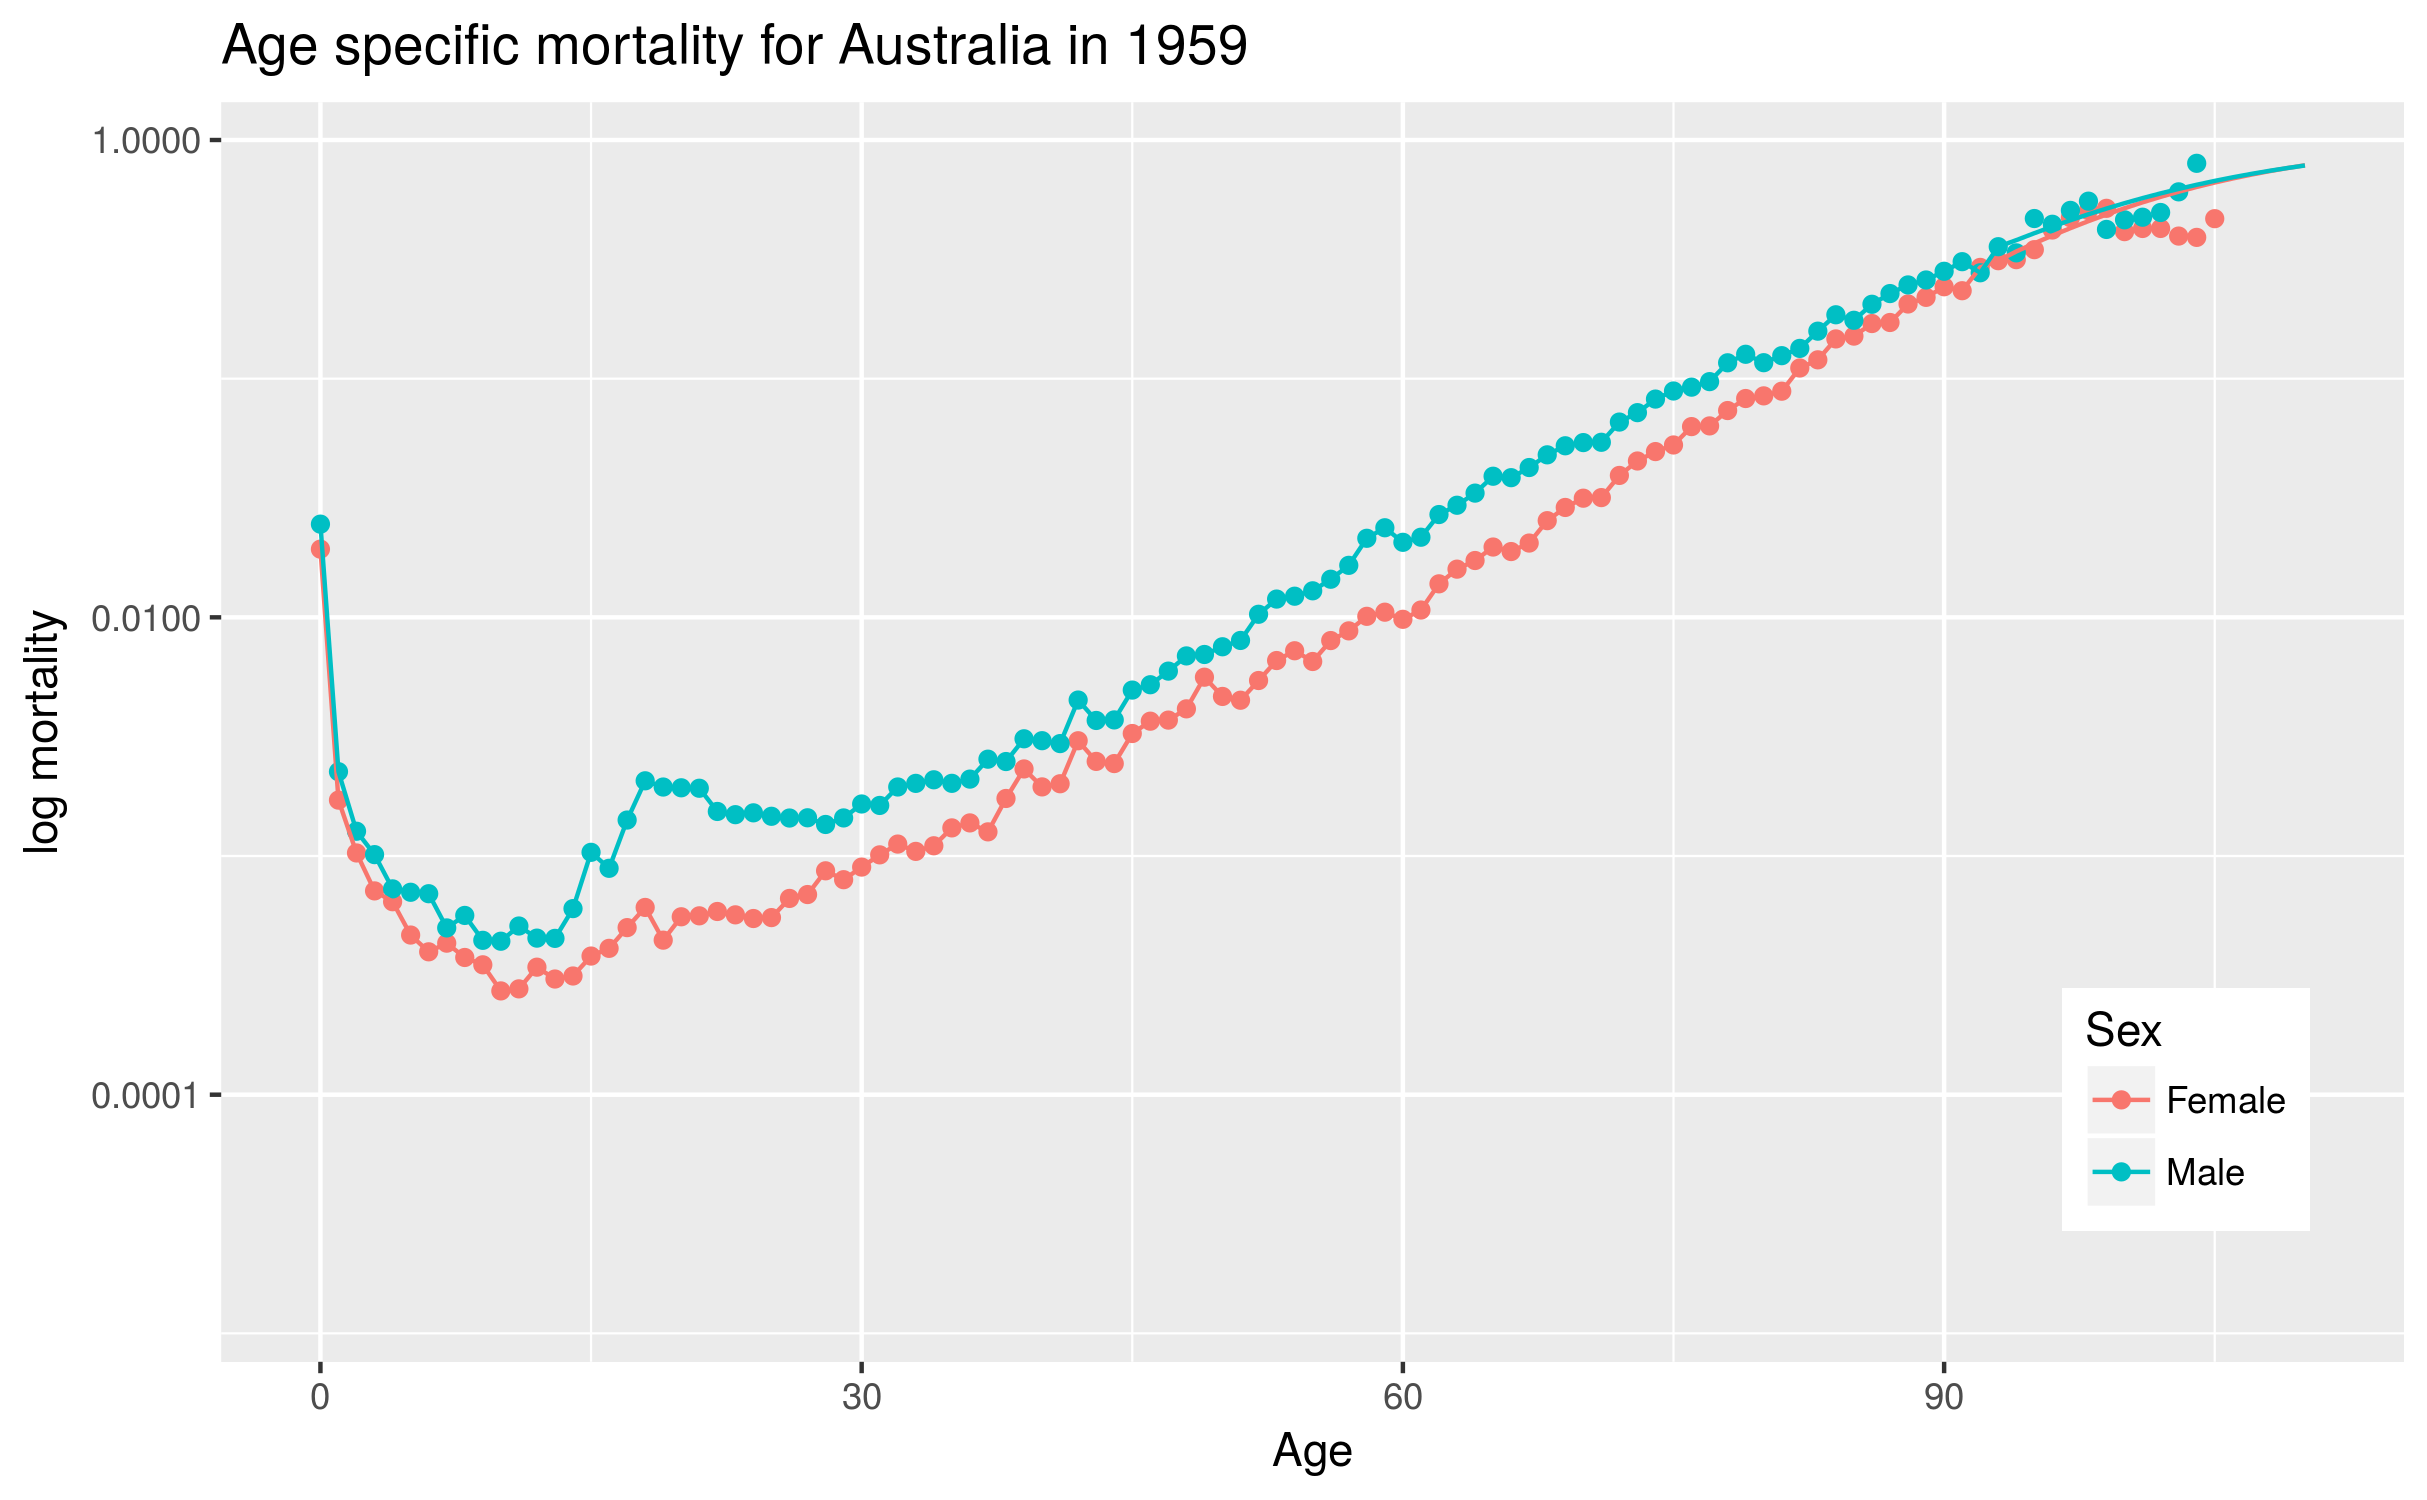 Age specific mortality for Australia in 1959
1.0000
0.0100
0.0001
log mortality
0 30 60 90
Age
Sex
Female
Male